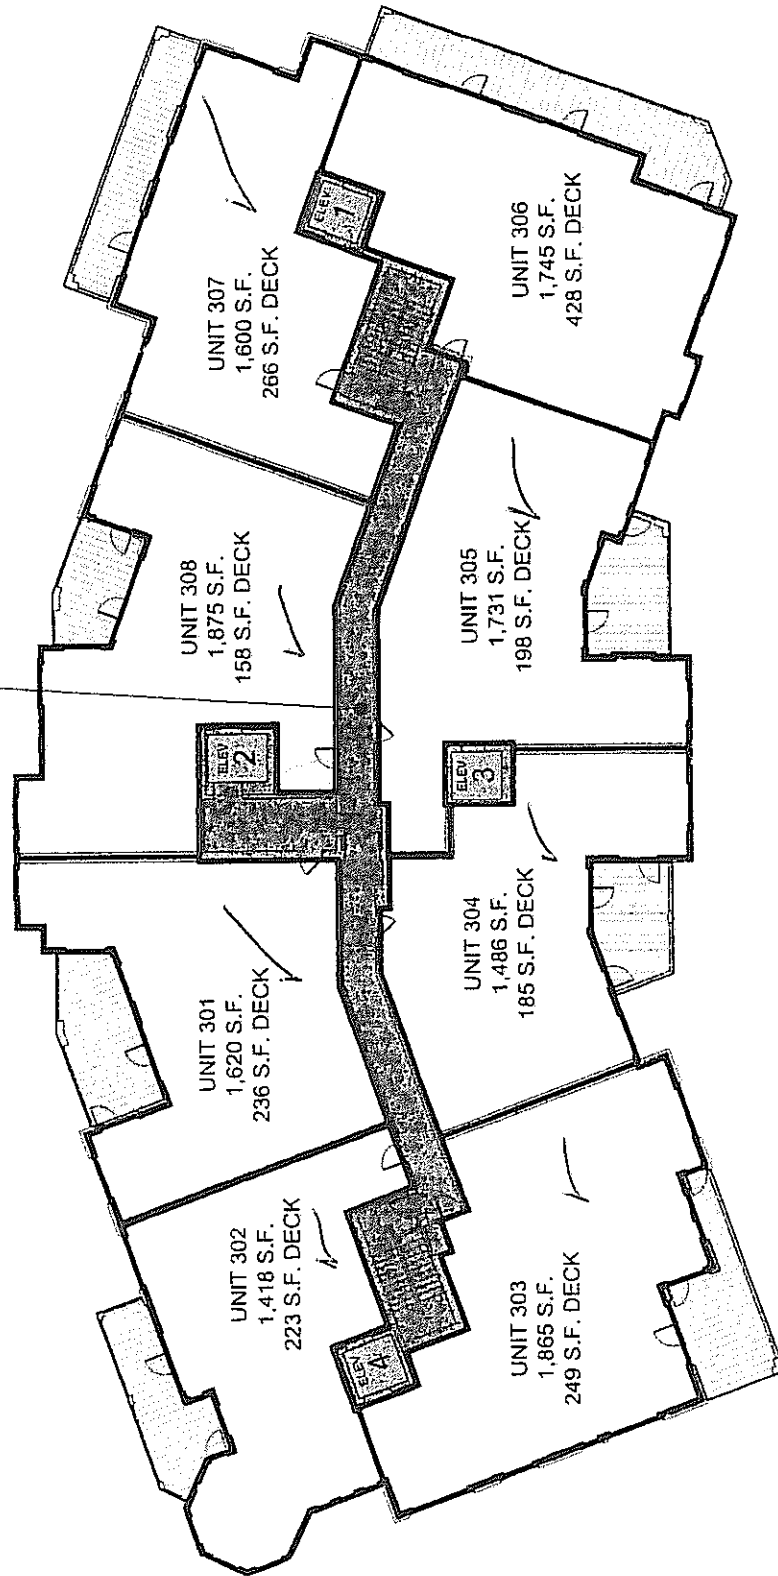 UNIT 302
1,418 S.F.
223 S.F. DECK
UNIT 301
1,620 S.F.
236 S.F. DECK
UNIT 308
1,875 S.F.
158 S.F. DECK
UNIT 307
1,600 S.F.
266 S.F. DECK
ELEV
4
ELEV
2
ELEV
3
ELEV
1
UNIT 303
1,865 S.F.
249 S.F. DECK
UNIT 304
1,486 S.F.
185 S.F. DECK
UNIT 305
1,731 S.F.
198 S.F. DECK
UNIT 306
1,745 S.F.
428 S.F. DECK